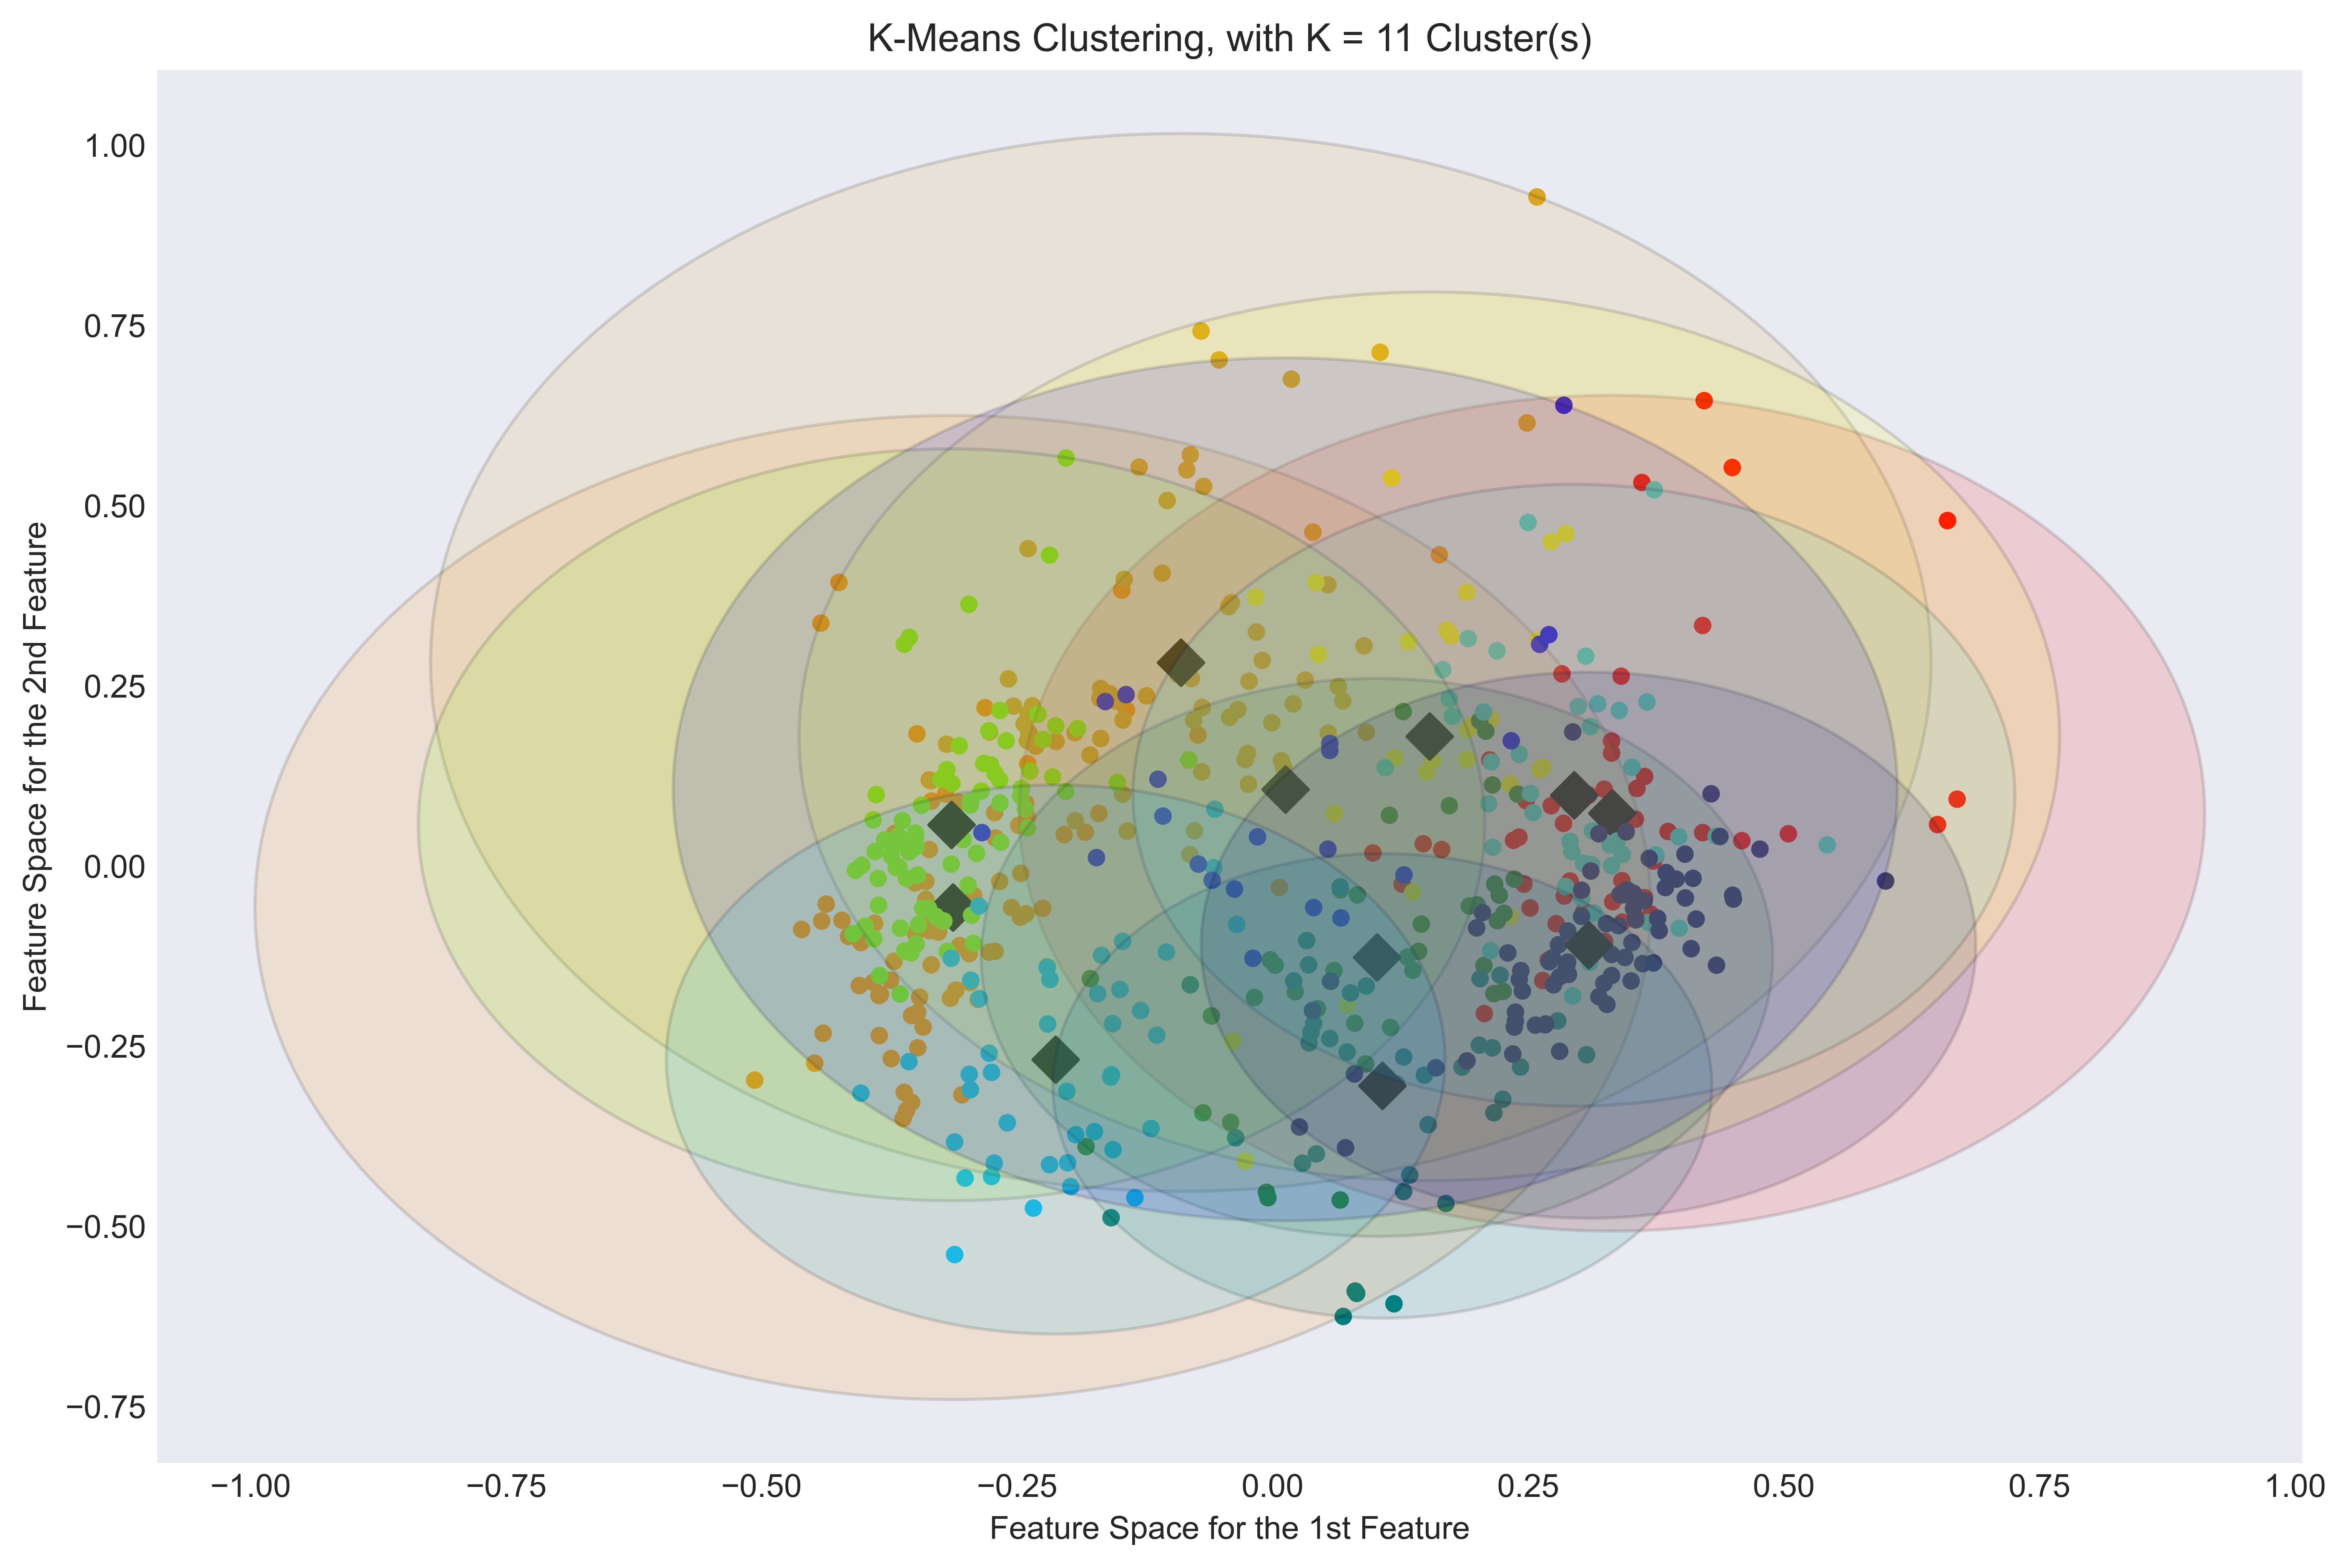 K-Means Clustering, with K = 11 Cluster(s)
1.00
0.75
0.50
0.25
0.00
−0.25
−0.50
−0.75
Feature Space for the 2nd Feature
−1.00 −0.75 −0.50 −0.25 0.00 0.25 0.50 0.75 1.00
Feature Space for the 1st Feature